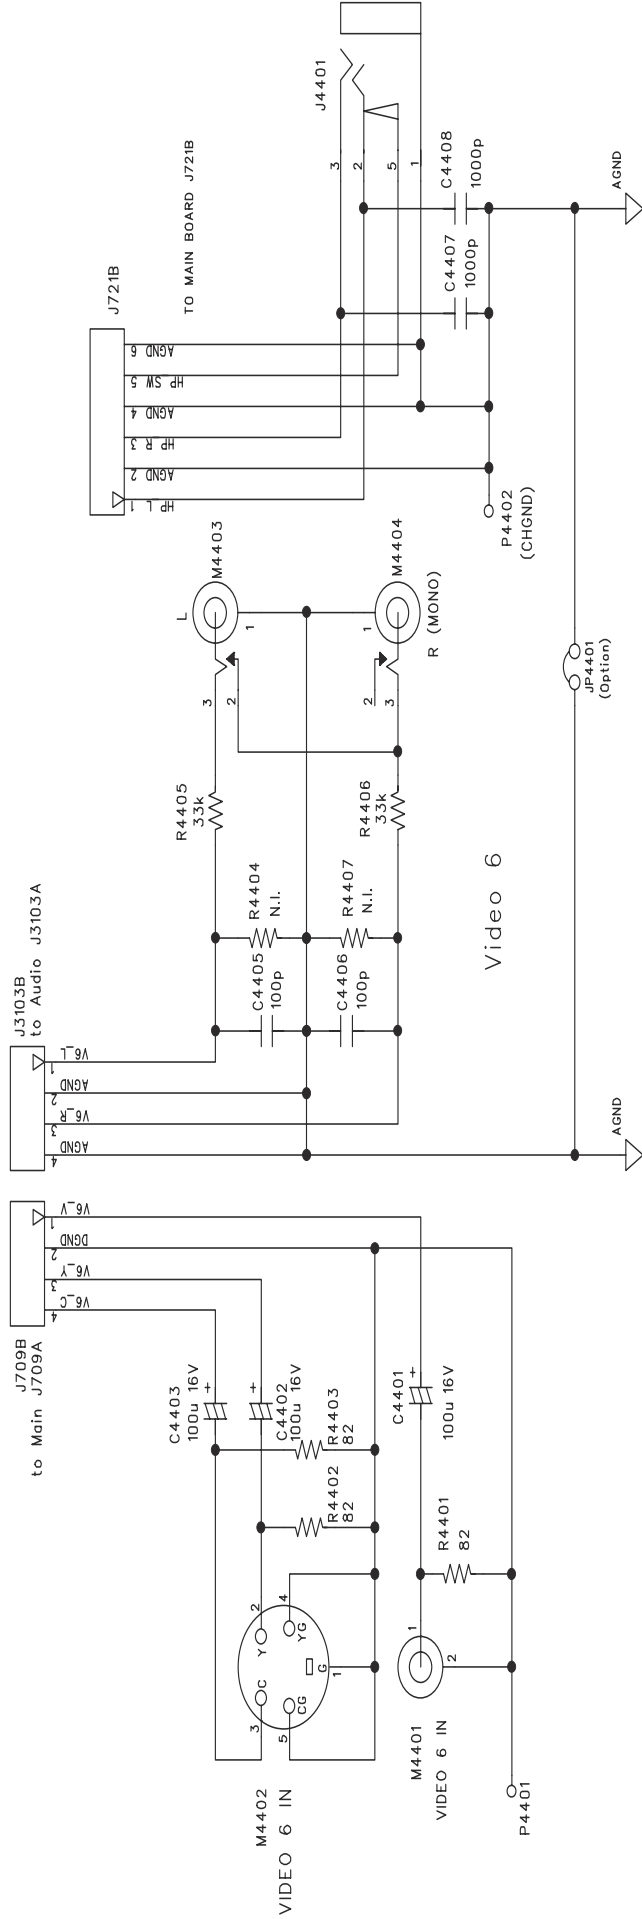 J709B
to Main J709A
4 V6_C
3 V6_Y
2 DGND
1 V6_V
C4403
100u 16V
+
C4402
100u 16V
+
R4403
82
R4402
82
M4402
VIDEO 6 IN
3
C
2
Y
5
CG
4
YG
G
1
C4401
100u 16V
+
R4401
82
M4401
VIDEO 6 IN
1
2
P4401
J3103B
to Audio J3103A
4 AGND
3 V6_R
2 AGND
1 V6_L
C4405
100p
R4404
N.I.
C4406
100p
R4407
N.I.
R4405
33k
R4406
33k
3
2
L
1
M4403
2
3
1
M4404
R (MONO)
Video 6
JP4401
(Option)
AGND
J721B
TO MAIN BOARD J721B
1 HP_L
2 AGND
3 HP_R
4 AGND
5 HP_SW
6 AGND
P4402
(CHGND)
C4407
1000p
C4408
1000p
J4401
3
2
5
1
AGND